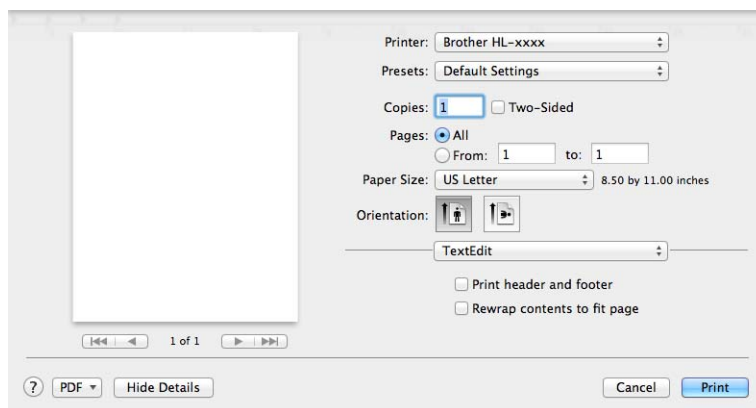 Printer: Brother HL-xxxx
Presets: Default Settings
Copies: 1 Two-Sided
Pages: All
From: 1 to: 1
Paper Size: US Letter 8.50 by 11.00 inches
Orientation:
TextEdit
Print header and footer
Rewrap contents to fit page
1 of 1
? PDF Hide Details Cancel Print